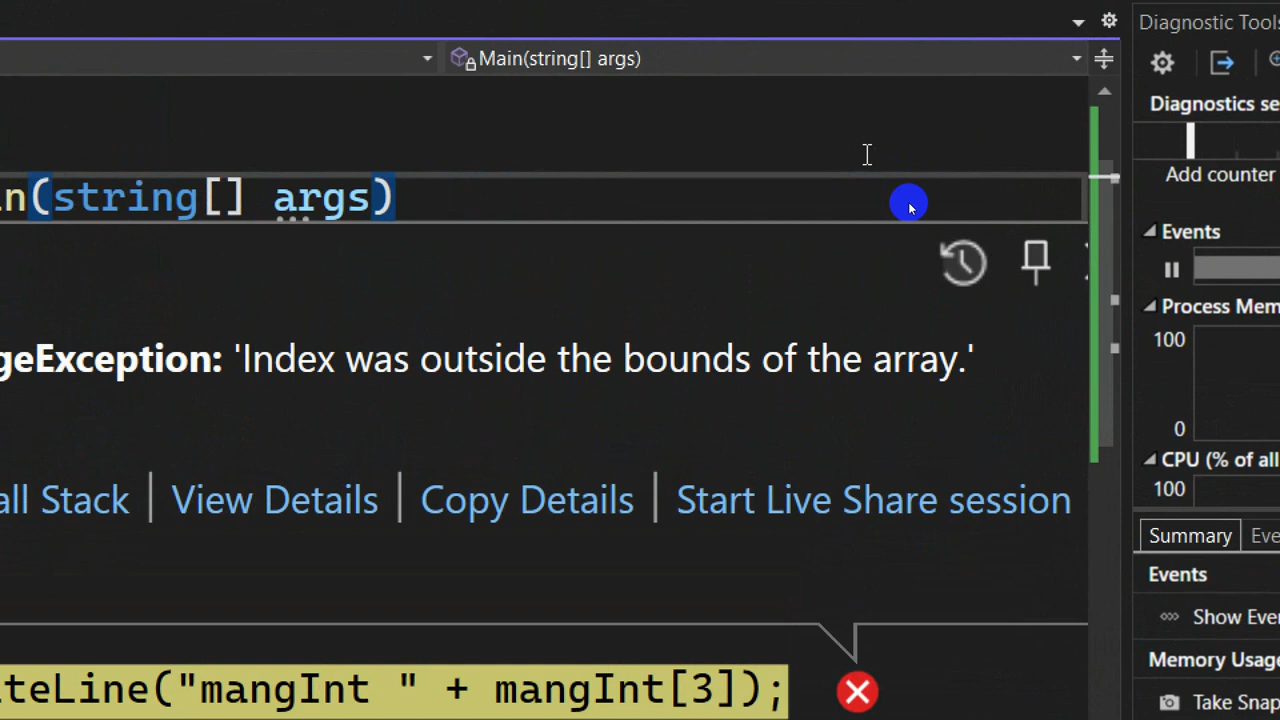 Diagnostic Tools
Main(string[] args)
Diagnostics se
Add counter
n(string[] args)
Events
Process Mem
100
0
geException: 'Index was outside the bounds of the array.'
CPU (% of all
100
all Stack | View Details | Copy Details | Start Live Share session
Summary Eve
Events
Show Eve
Memory Usage
Take Snap
teLine("mangInt " + mangInt[3]);